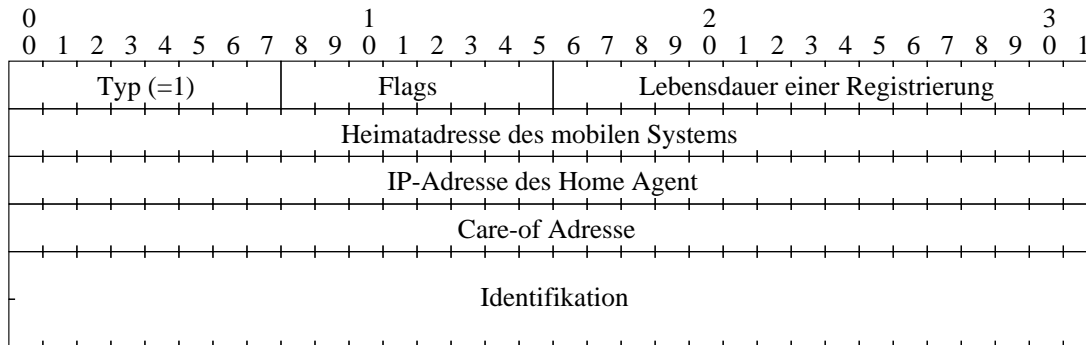 0 1 2 3
0 1 2 3 4 5 6 7 8 9 0 1 2 3 4 5 6 7 8 9 0 1 2 3 4 5 6 7 8 9 0 1
Typ (=1) Flags Lebensdauer einer Registrierung
Heimatadresse des mobilen Systems
IP-Adresse des Home Agent
Care-of Adresse
Identifikation